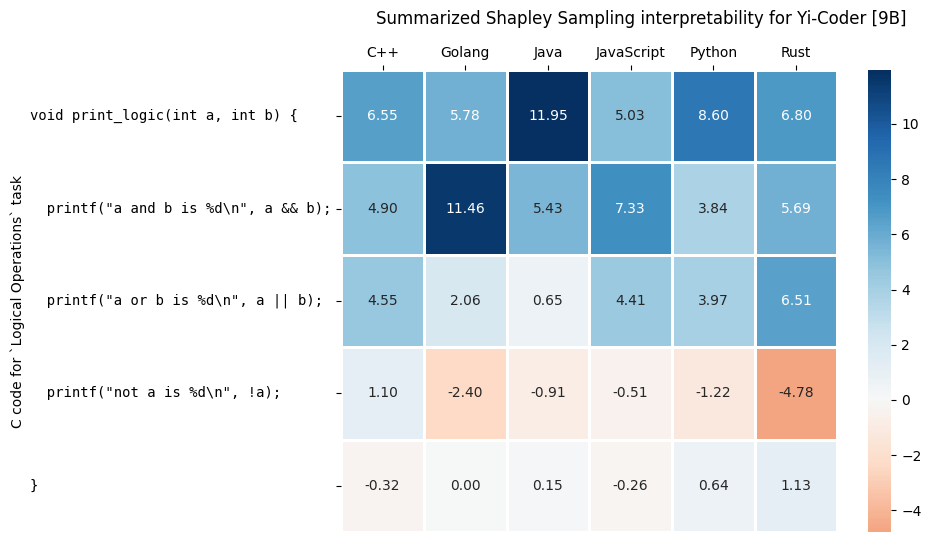 Summarized Shapley Sampling interpretability for Yi-Coder [9B]
C++ Golang Java JavaScript Python Rust
C code for `Logical Operations` task
void print_logic(int a, int b) { 6.55 5.78 11.95 5.03 8.60 6.80
printf("a and b is %d\n", a && b); 4.90 11.46 5.43 7.33 3.84 5.69
printf("a or b is %d\n", a || b); 4.55 2.06 0.65 4.41 3.97 6.51
printf("not a is %d\n", !a); 1.10 -2.40 -0.91 -0.51 -1.22 -4.78
} -0.32 0.00 0.15 -0.26 0.64 1.13
10
8
6
4
2
0
−2
−4